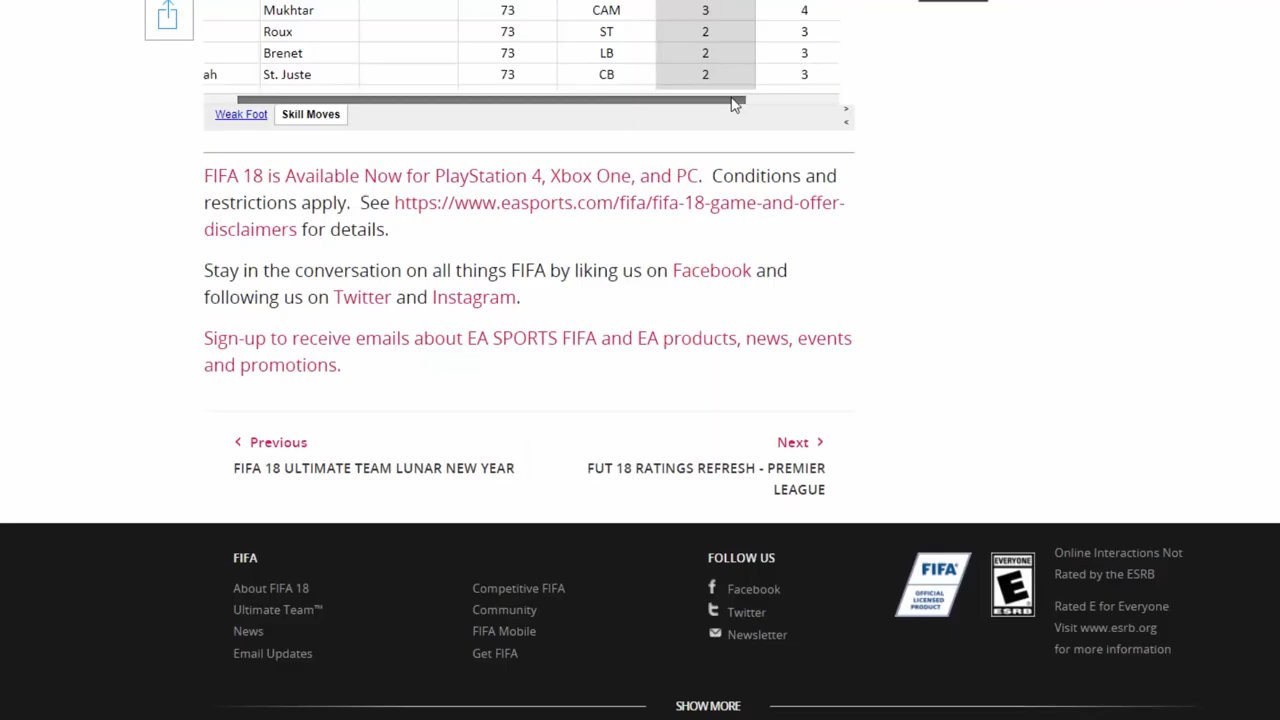 Mukhtar 73 CAM 3 4
Roux 73 ST 2 3
Brenet 73 LB 2 3
ah St. Juste 73 CB 2 3
Weak Foot Skill Moves > <
FIFA 18 is Available Now for PlayStation 4, Xbox One, and PC. Conditions and
restrictions apply. See https://www.easports.com/fifa/fifa-18-game-and-offer-
disclaimers for details.
Stay in the conversation on all things FIFA by liking us on Facebook and
following us on Twitter and Instagram.
Sign-up to receive emails about EA SPORTS FIFA and EA products, news, events
and promotions.
< Previous
FIFA 18 ULTIMATE TEAM LUNAR NEW YEAR
Next >
FUT 18 RATINGS REFRESH - PREMIER
LEAGUE
FIFA
About FIFA 18
Ultimate Team™
News
Email Updates
Competitive FIFA
Community
FIFA Mobile
Get FIFA
FOLLOW US
Facebook
Twitter
Newsletter
FIFA
OFFICIAL
LICENSED
PRODUCT
EVERYONE
E
ESRB
Online Interactions Not
Rated by the ESRB
Rated E for Everyone
Visit www.esrb.org
for more information
SHOW MORE